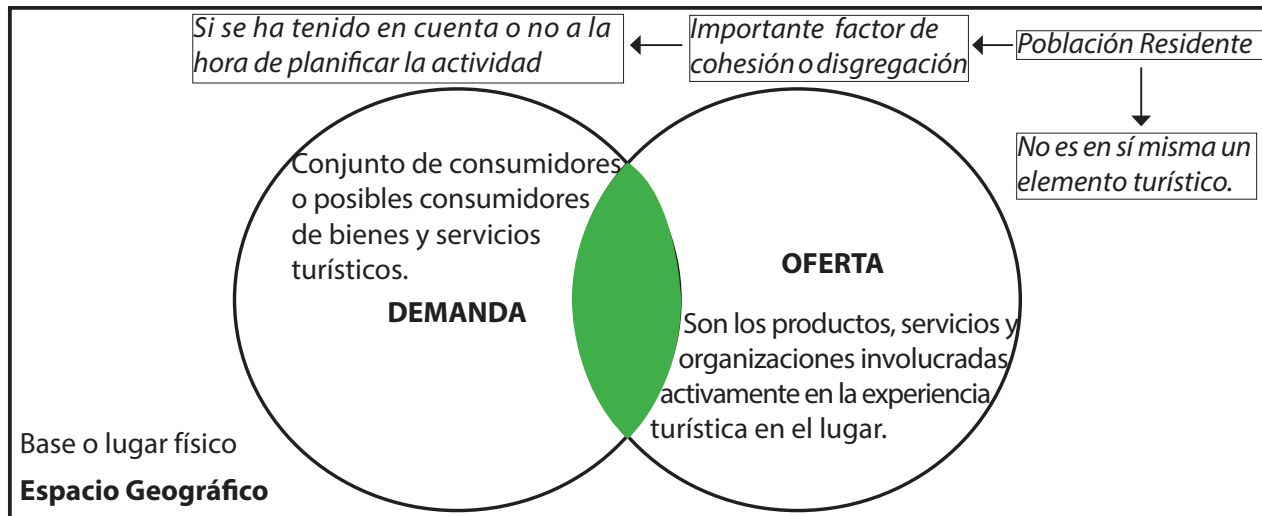 Si se ha tenido en cuenta o no a la
hora de planificar la actividad
Importante factor de
cohesión o disgregación
Población Residente
No es en sí misma un
elemento turístico.
Conjunto de consumidores
o posibles consumidores
de bienes y servicios
turísticos.
DEMANDA
OFERTA
Son los productos, servicios y
organizaciones involucradas
activamente en la experiencia
turística en el lugar.
Base o lugar físico
Espacio Geográfico